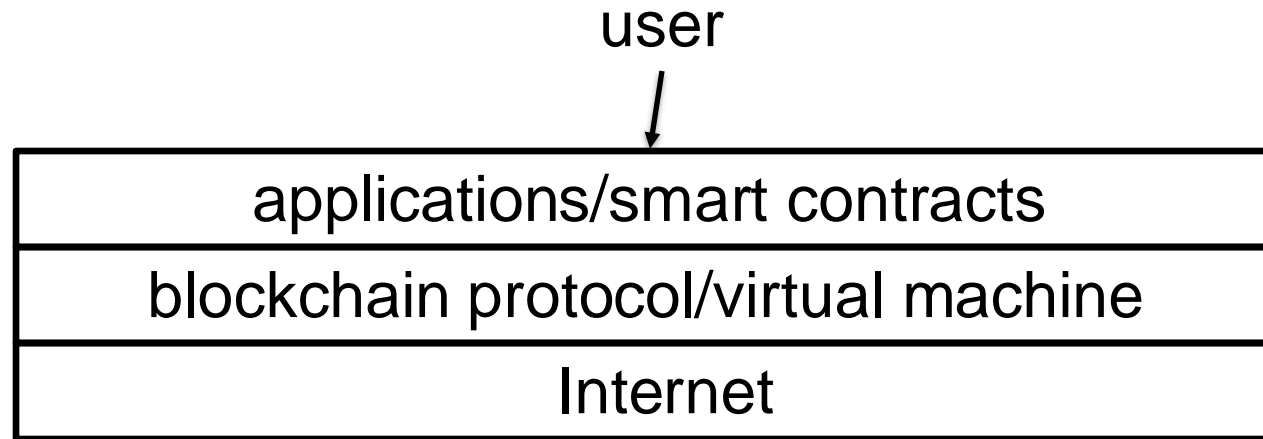 user
applications/smart contracts
blockchain protocol/virtual machine
Internet